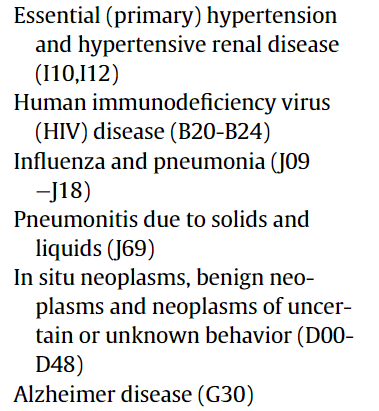 Essential (primary) hypertension
and hypertensive renal disease
(I10,I12)
Human immunodeficiency virus
(HIV) disease (B20-B24)
Influenza and pneumonia (J09
−J18)
Pneumonitis due to solids and
liquids (J69)
In situ neoplasms, benign neo-
plasms and neoplasms of uncer-
tain or unknown behavior (D00-
D48)
Alzheimer disease (G30)